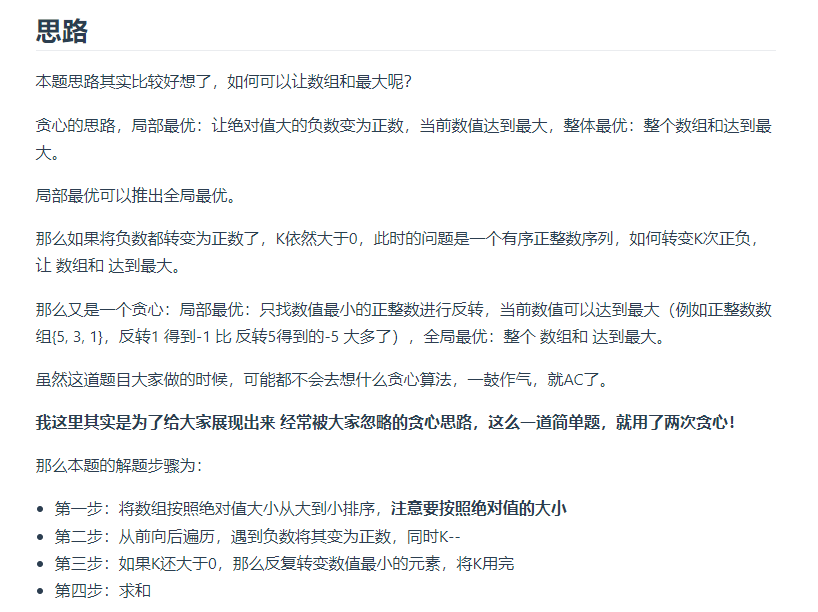 思路
本题思路其实比较好想了，如何可以让数组和最大呢？
贪心的思路，局部最优：让绝对值大的负数变为正数，当前数值达到最大，整体最优：整个数组和达到最
大。
局部最优可以推出全局最优。
那么如果将负数都转变为正数了，K依然大于0，此时的问题是一个有序正整数序列，如何转变K次正负，
让 数组和 达到最大。
那么又是一个贪心：局部最优：只找数值最小的正整数进行反转，当前数值可以达到最大（例如正整数数
组{5, 3, 1}，反转1 得到-1 比 反转5得到的-5 大多了），全局最优：整个 数组和 达到最大。
虽然这道题目大家做的时候，可能都不会去想什么贪心算法，一鼓作气，就AC了。
我这里其实是为了给大家展现出来 经常被大家忽略的贪心思路，这么一道简单题，就用了两次贪心！
那么本题的解题步骤为：
• 第一步：将数组按照绝对值大小从大到小排序，注意要按照绝对值的大小
• 第二步：从前向后遍历，遇到负数将其变为正数，同时K--
• 第三步：如果K还大于0，那么反复转变数值最小的元素，将K用完
• 第四步：求和